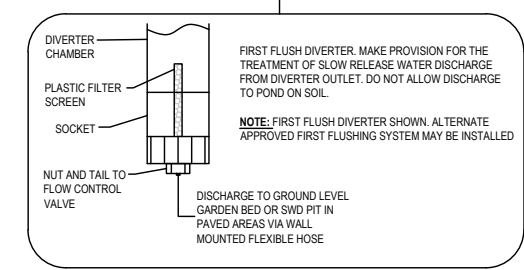 DIVERTER
CHAMBER
PLASTIC FILTER
SCREEN
SOCKET
NUT AND TAIL TO
FLOW CONTROL
VALVE
FIRST FLUSH DIVERTER. MAKE PROVISION FOR THE
TREATMENT OF SLOW RELEASE WATER DISCHARGE
FROM DIVERTER OUTLET. DO NOT ALLOW DISCHARGE
TO POND ON SOIL.
NOTE: FIRST FLUSH DIVERTER SHOWN. ALTERNATE
APPROVED FIRST FLUSHING SYSTEM MAY BE INSTALLED
DISCHARGE TO GROUND LEVEL
GARDEN BED OR SWD PIT IN
PAVED AREAS VIA WALL
MOUNTED FLEXIBLE HOSE